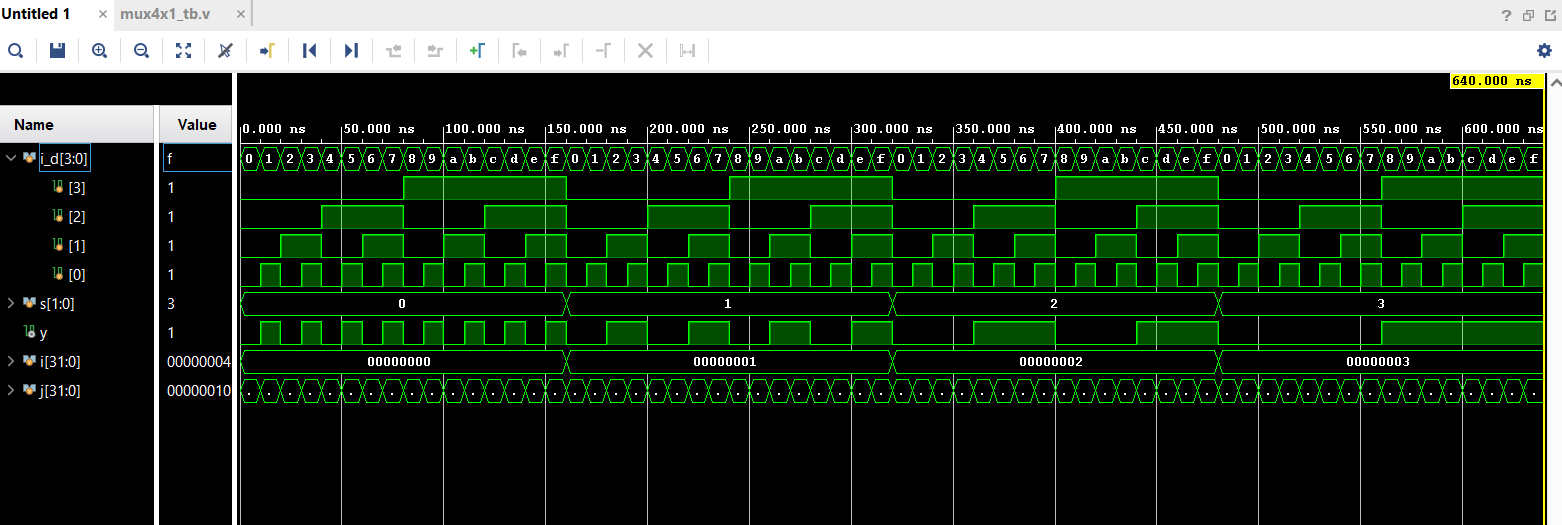 Untitled 1 × mux4x1_tb.v ×
?
640.000 ns
Name Value
0.000 ns 50.000 ns 100.000 ns 150.000 ns 200.000 ns 250.000 ns 300.000 ns 350.000 ns 400.000 ns 450.000 ns 500.000 ns 550.000 ns 600.000 ns
i_d[3:0] f 0 1 2 3 4 5 6 7 8 9 a b c d e f 0 1 2 3 4 5 6 7 8 9 a b c d e f 0 1 2 3 4 5 6 7 8 9 a b c d e f 0 1 2 3 4 5 6 7 8 9 a b c d e f
[3] 1
[2] 1
[1] 1
[0] 1
s[1:0] 3 0 1 2 3
y 1
i[31:0] 00000004 00000000 00000001 00000002 00000003
j[31:0] 00000010